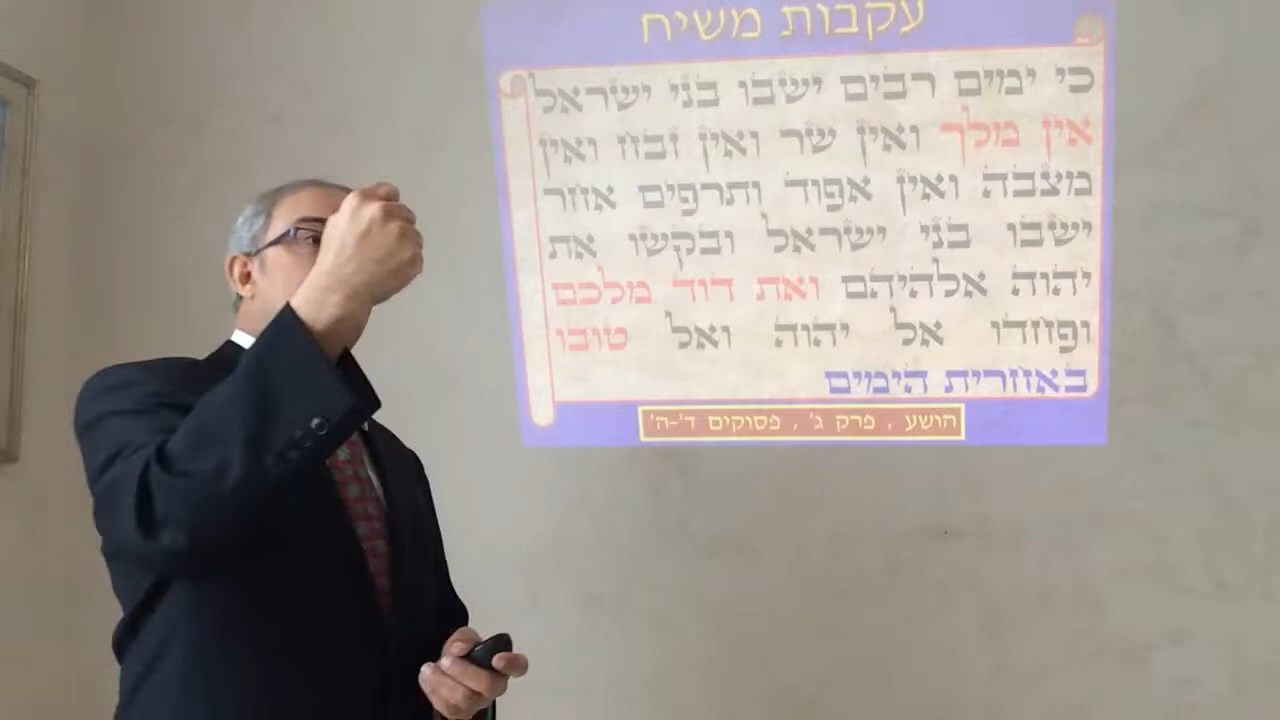 עקבות משיח
כי ימים רבים ישבו בני ישראל
אין מלך ואין שר ואין זבח ואין
מצבה ואין אפוד ותרפים אחר
ישבו בני ישראל ובקשו את
יהוה אלהיהם ואת דוד מלכם
ופחדו אל יהוה ואל טובו
באחרית הימים
הושע , פרק ג' , פסוקים ד'-ה'